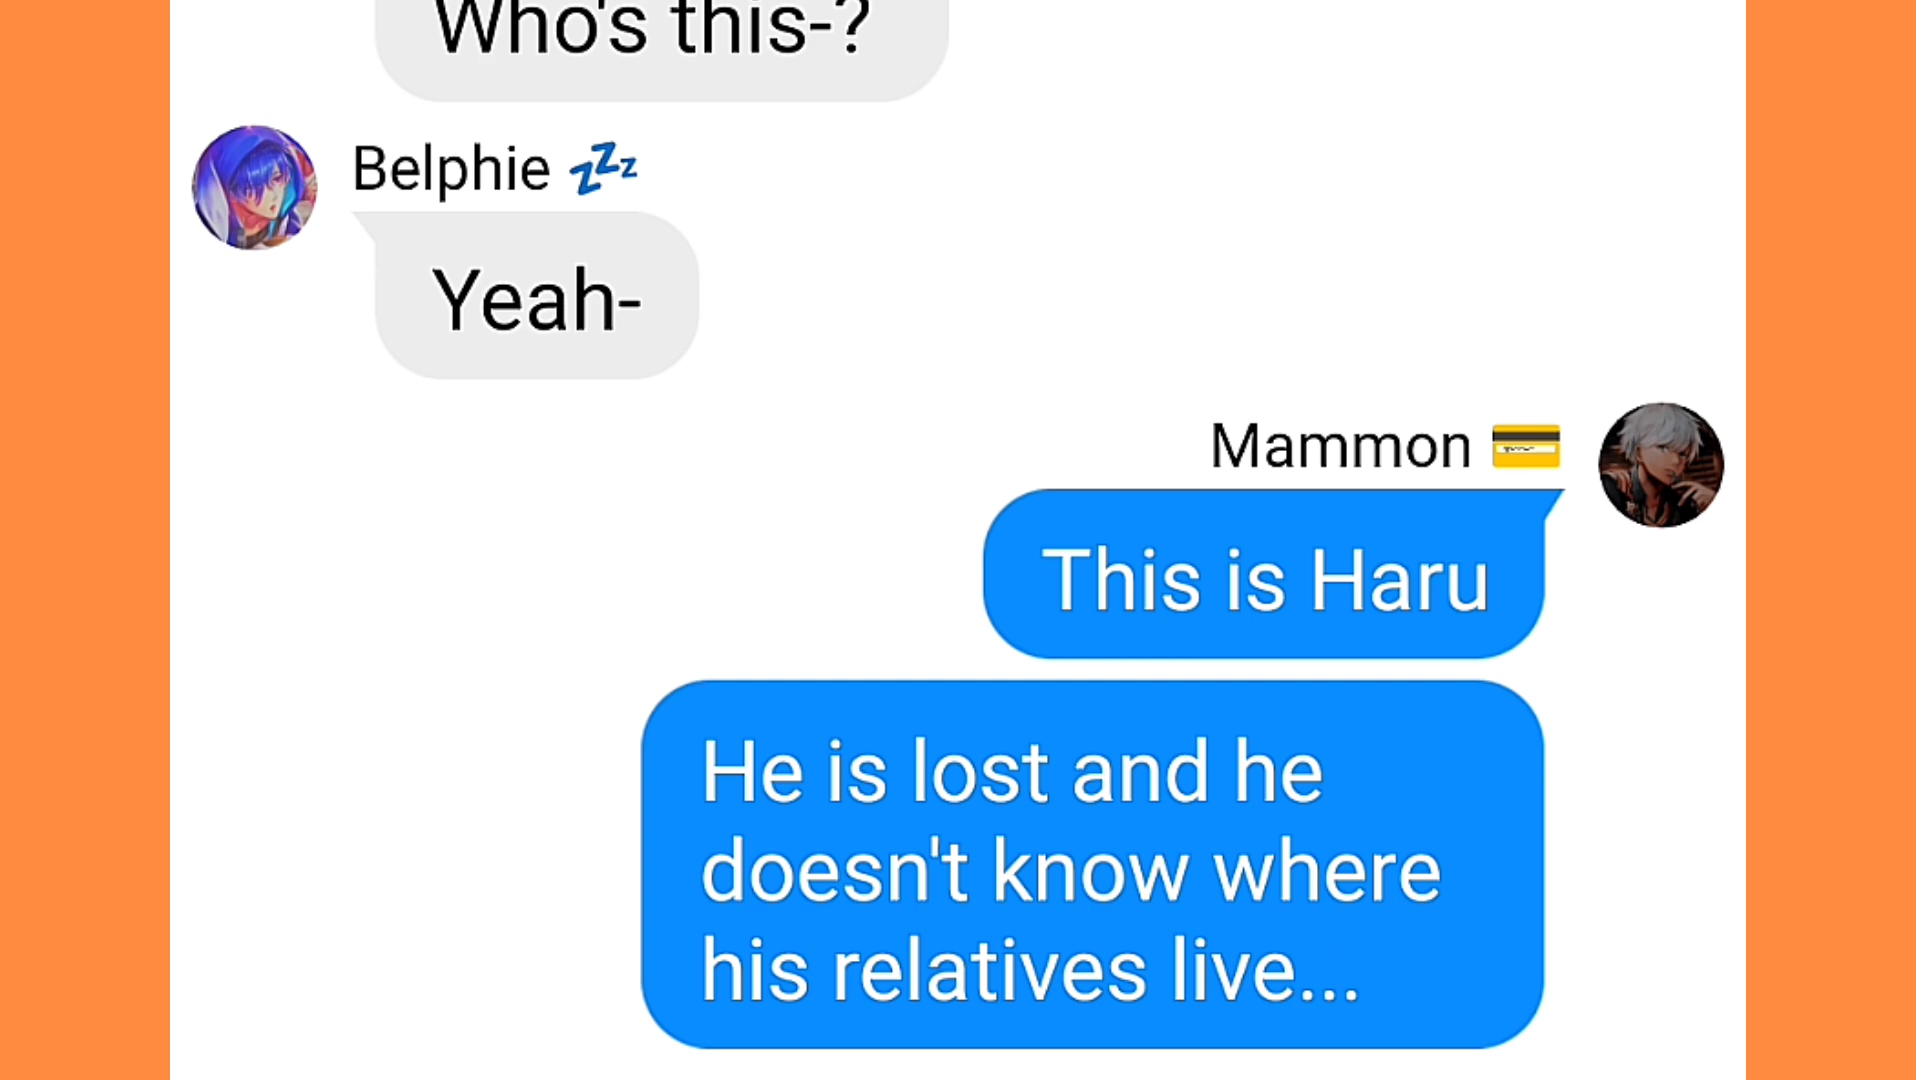 Who's this-?
Belphie 💤
Yeah-
Mammon 💳
This is Haru
He is lost and he
doesn't know where
his relatives live...